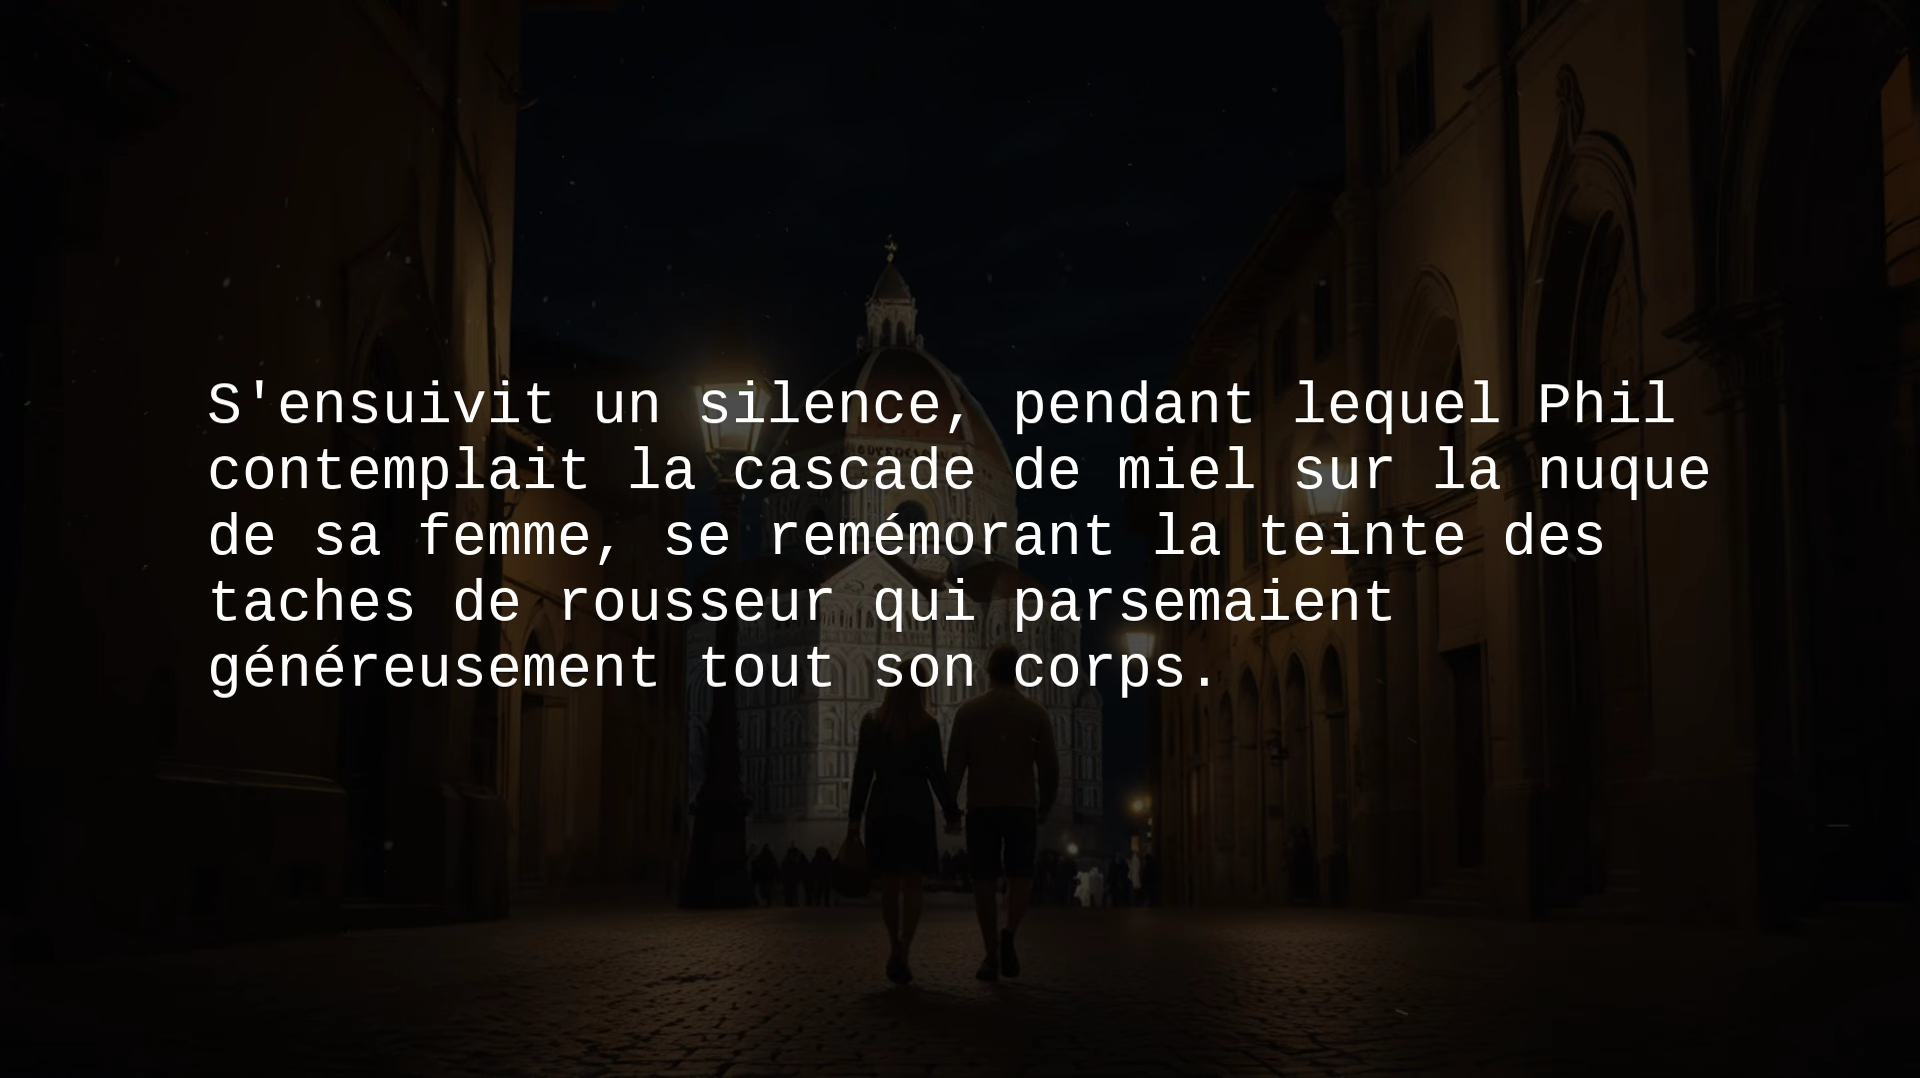 S'ensuivit un silence, pendant lequel Phil
contemplait la cascade de miel sur la nuque
de sa femme, se remémorant la teinte des
taches de rousseur qui parsemaient
généreusement tout son corps.